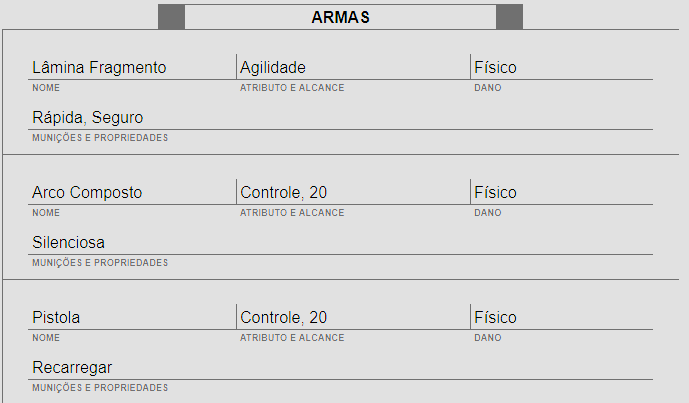 ARMAS
Lâmina Fragmento Agilidade Físico
NOME ATRIBUTO E ALCANCE DANO
Rápida, Seguro
MUNIÇÕES E PROPRIEDADES
Arco Composto Controle, 20 Físico
NOME ATRIBUTO E ALCANCE DANO
Silenciosa
MUNIÇÕES E PROPRIEDADES
Pistola Controle, 20 Físico
NOME ATRIBUTO E ALCANCE DANO
Recarregar
MUNIÇÕES E PROPRIEDADES